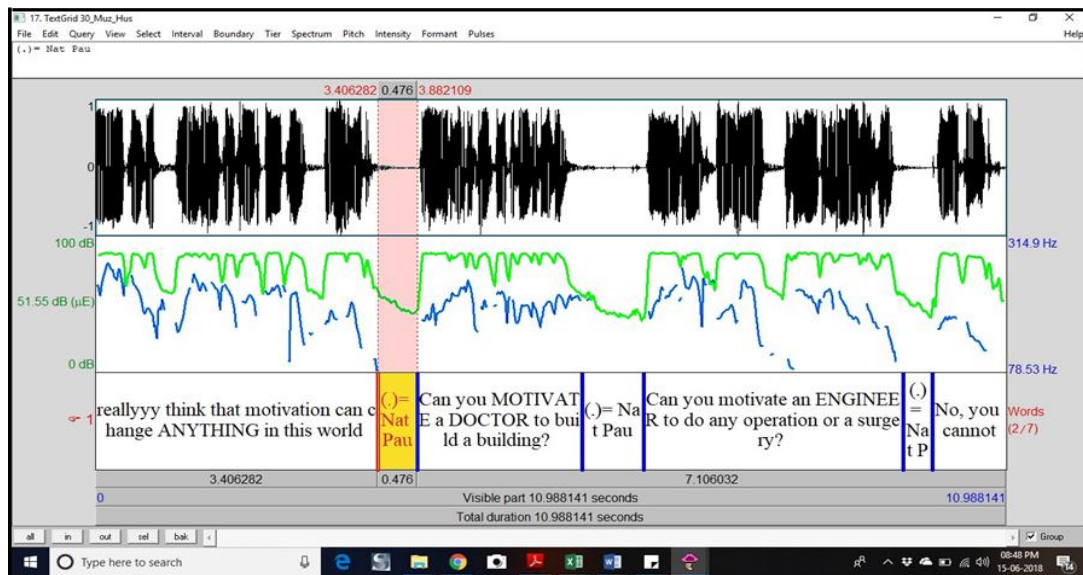 17. TextGrid 30_Muz_Hus
File Edit Query View Select Interval Boundary Tier Spectrum Pitch Intensity Formant Pulses Help
(.)= Nat Pau
3.406282 0.476 3.882109
1
0
-1
100 dB
314.9 Hz
51.55 dB (µE)
0 dB
78.53 Hz
1
reallyyy think that motivation can c
hange ANYTHING in this world
(.)=
Nat
Pau
Can you MOTIVAT
E a DOCTOR to bui
ld a building?
(.)= Na
t Pau
Can you motivate an ENGINEE
R to do any operation or a surge
ry?
(.)
=
Na
t P
No, you
cannot
Words
(2/7)
3.406282 0.476 7.106032
0 Visible part 10.988141 seconds 10.988141
Total duration 10.988141 seconds
all in out sel bak Group
Type here to search
08:48 PM
15-06-2018